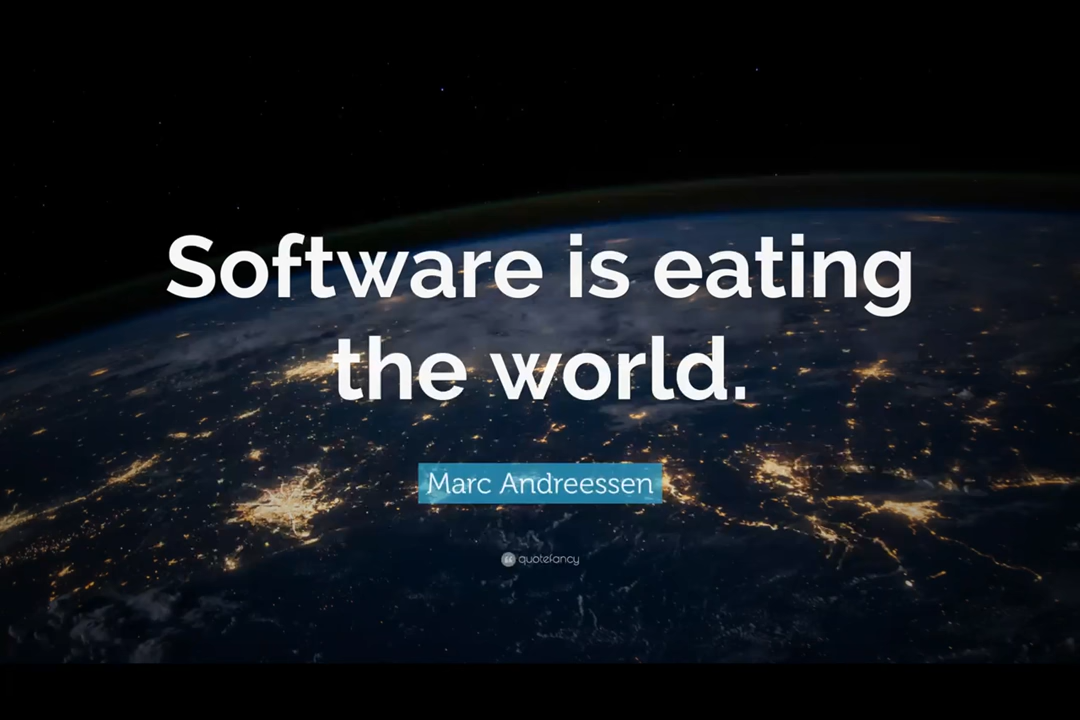 Software is eating
the world.
Marc Andreessen
quotefancy